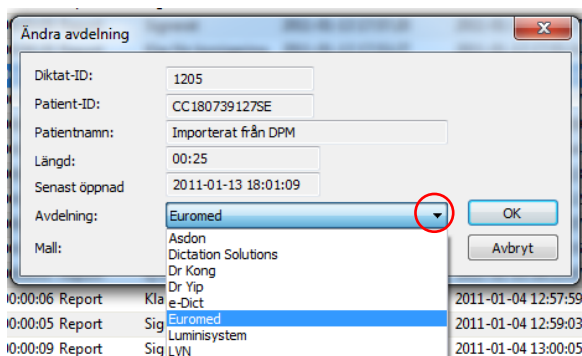 Ändra avdelning
Diktat-ID: 1205
Patient-ID: CC180739127SE
Patientnamn: Importerat från DPM
Längd: 00:25
Senast öppnad 2011-01-13 18:01:09
Avdelning: Euromed OK
Asdon
Mall: Dictation Solutions Avbryt
Dr Kong
Dr Yip
00:00:06 Report Kla e-Dict 2011-01-04 12:57:59
00:00:05 Report Sig Euromed 2011-01-04 12:59:03
Luminisystem
00:00:09 Report Sig LVN 2011-01-04 13:00:05